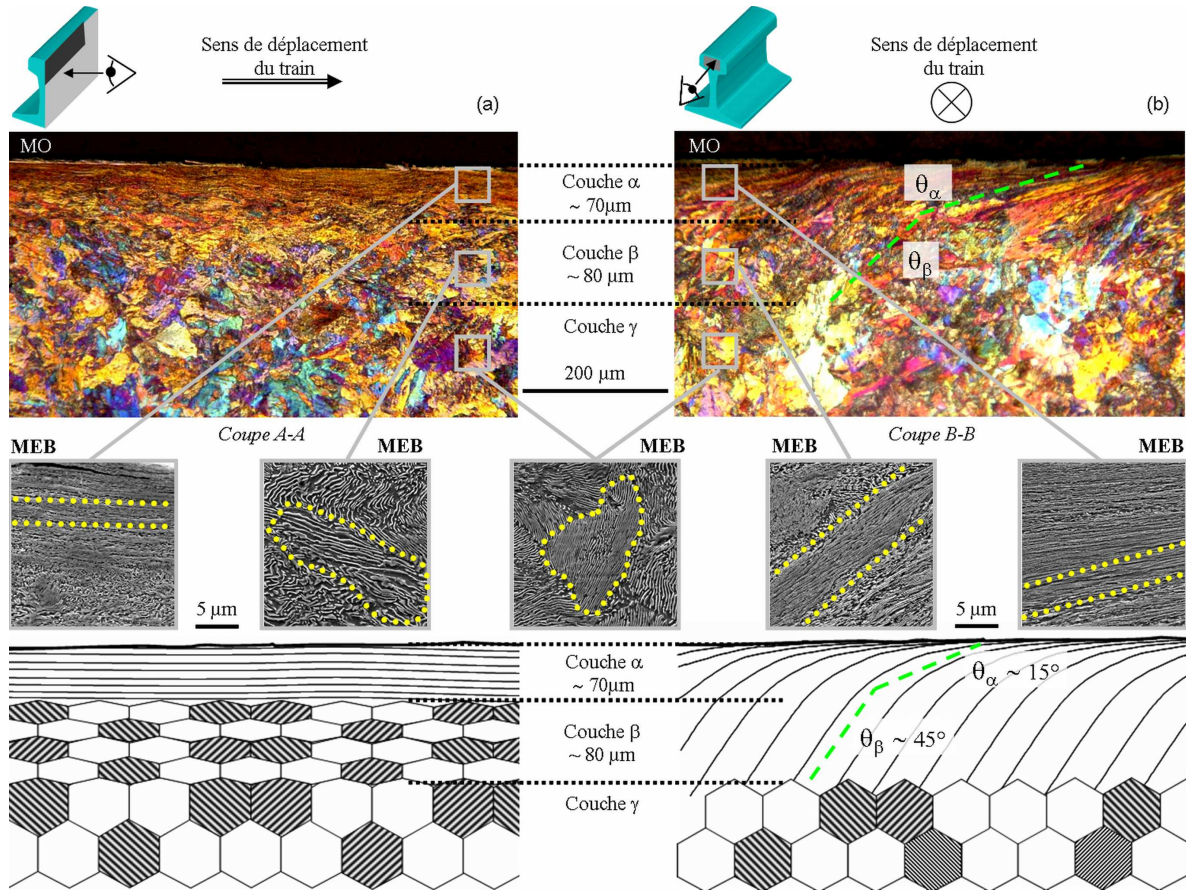 Sens de déplacement
du train
(a)
Sens de déplacement
du train
(b)
MO
MO
Couche α
~ 70μm
Couche β
~ 80 μm
Couche γ
200 μm
θα
θβ
Coupe A-A
Coupe B-B
MEB
MEB
MEB
MEB
MEB
5 μm
5 μm
Couche α
~ 70μm
Couche β
~ 80 μm
Couche γ
θα ~ 15°
θβ ~ 45°